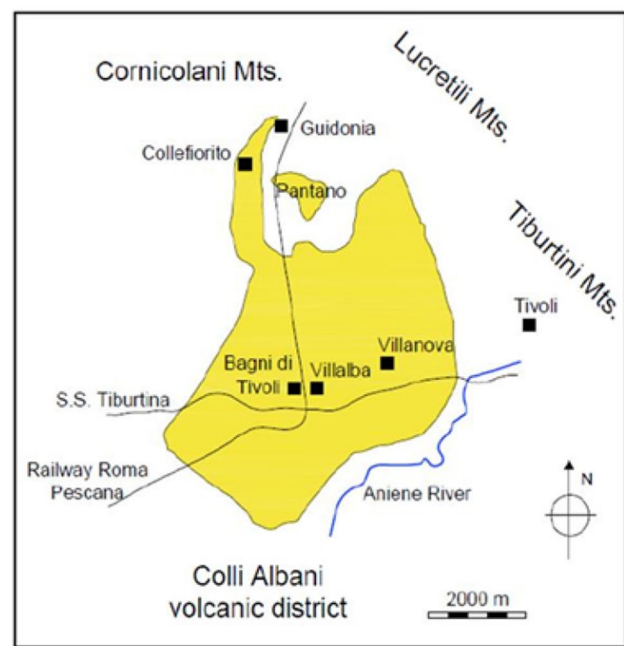 Cornicolani Mts.
Lucretili Mts.
Guidonia
Collefiorito
Pantano
Tiburtini Mts.
Tivoli
Villanova
Bagni di
Tivoli
Villalba
S.S. Tiburtina
Railway Roma
Pescana
Aniene River
N
Colli Albani
volcanic district
2000 m